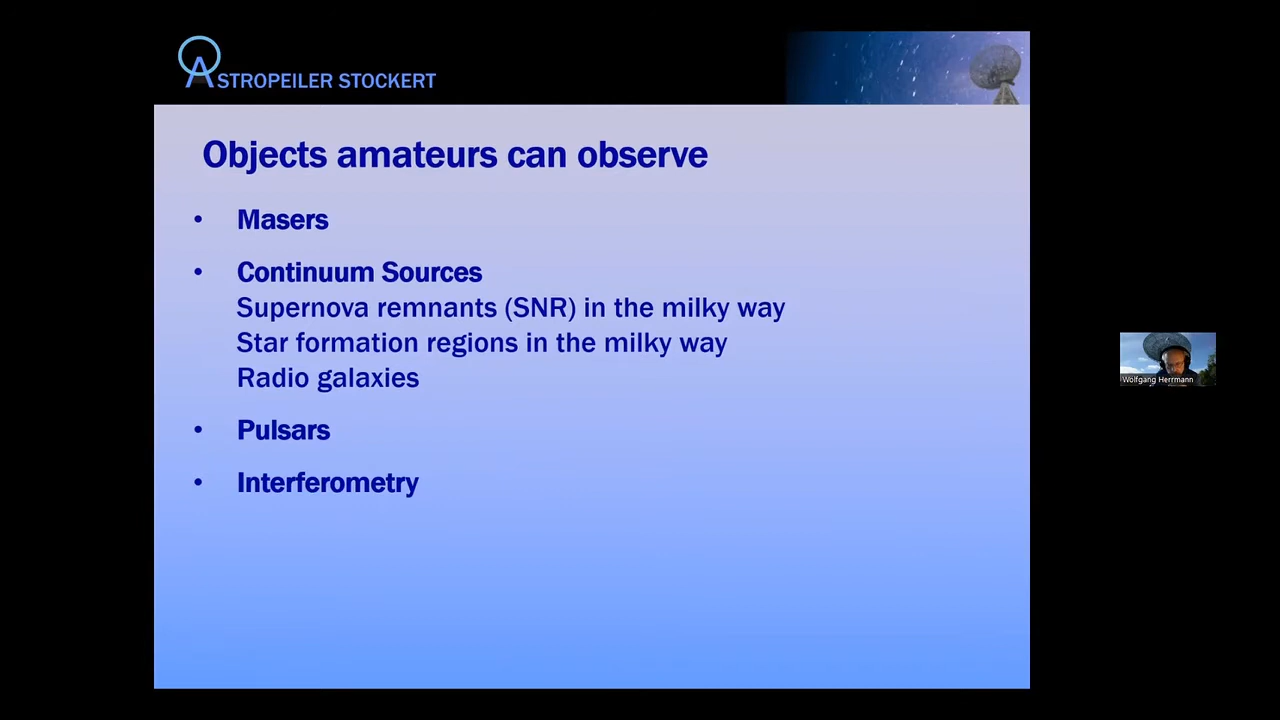 ASTROPEILER STOCKERT
Objects amateurs can observe
• Masers
• Continuum Sources
Supernova remnants (SNR) in the milky way
Star formation regions in the milky way
Radio galaxies
• Pulsars
• Interferometry
Wolfgang Herrmann